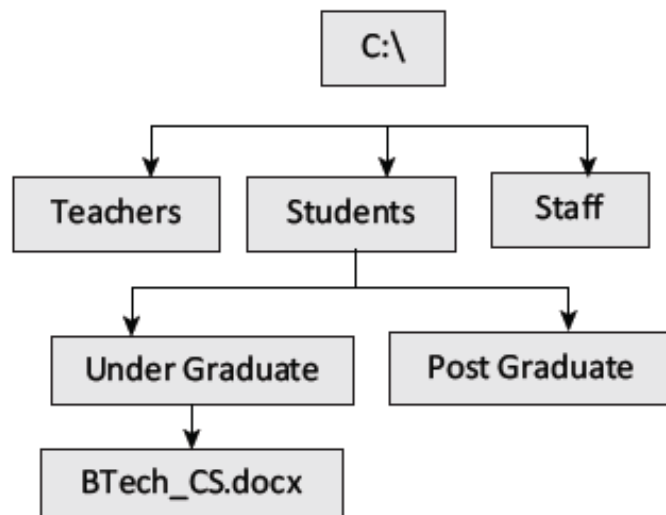 C:\
Teachers
Students
Staff
Under Graduate
Post Graduate
BTech_CS.docx